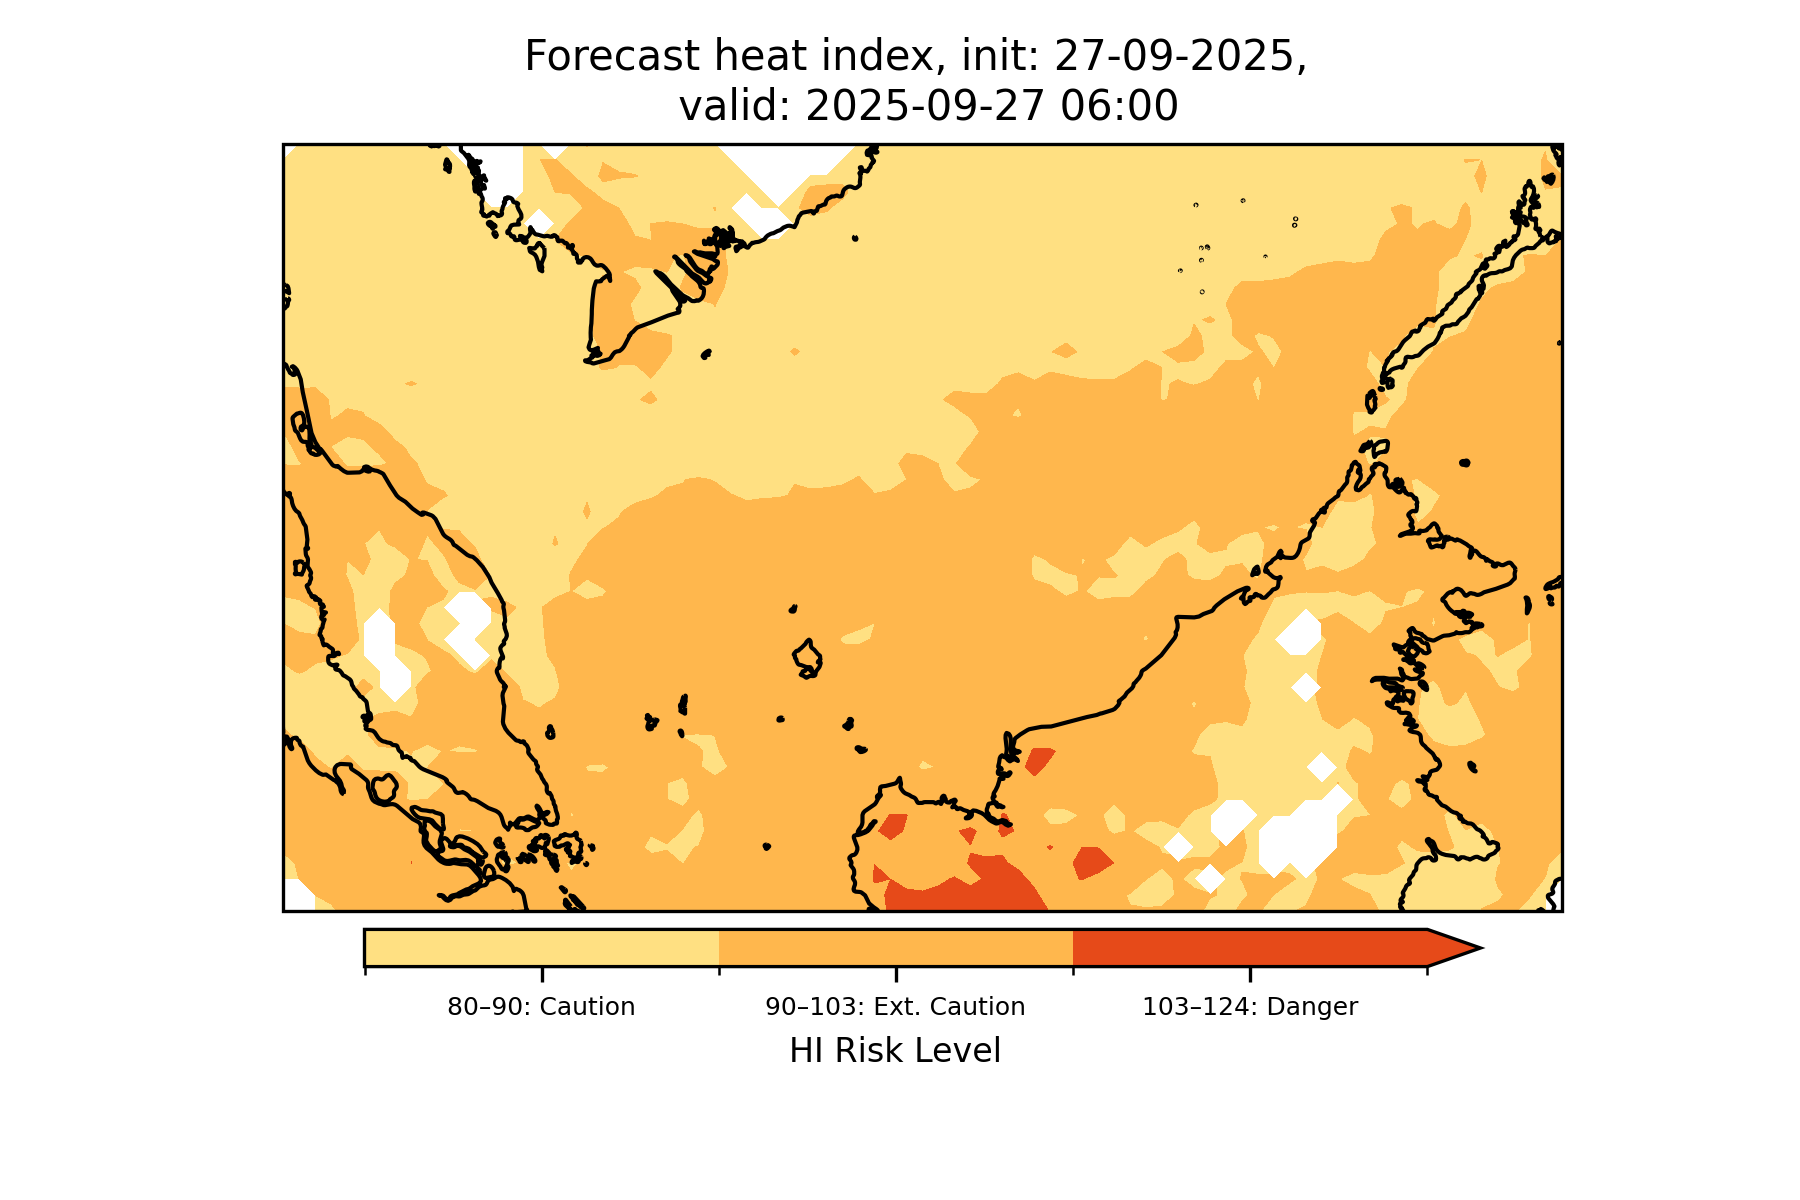 Forecast heat index, init: 27-09-2025,
valid: 2025-09-27 06:00
80–90: Caution
90–103: Ext. Caution
103–124: Danger
HI Risk Level